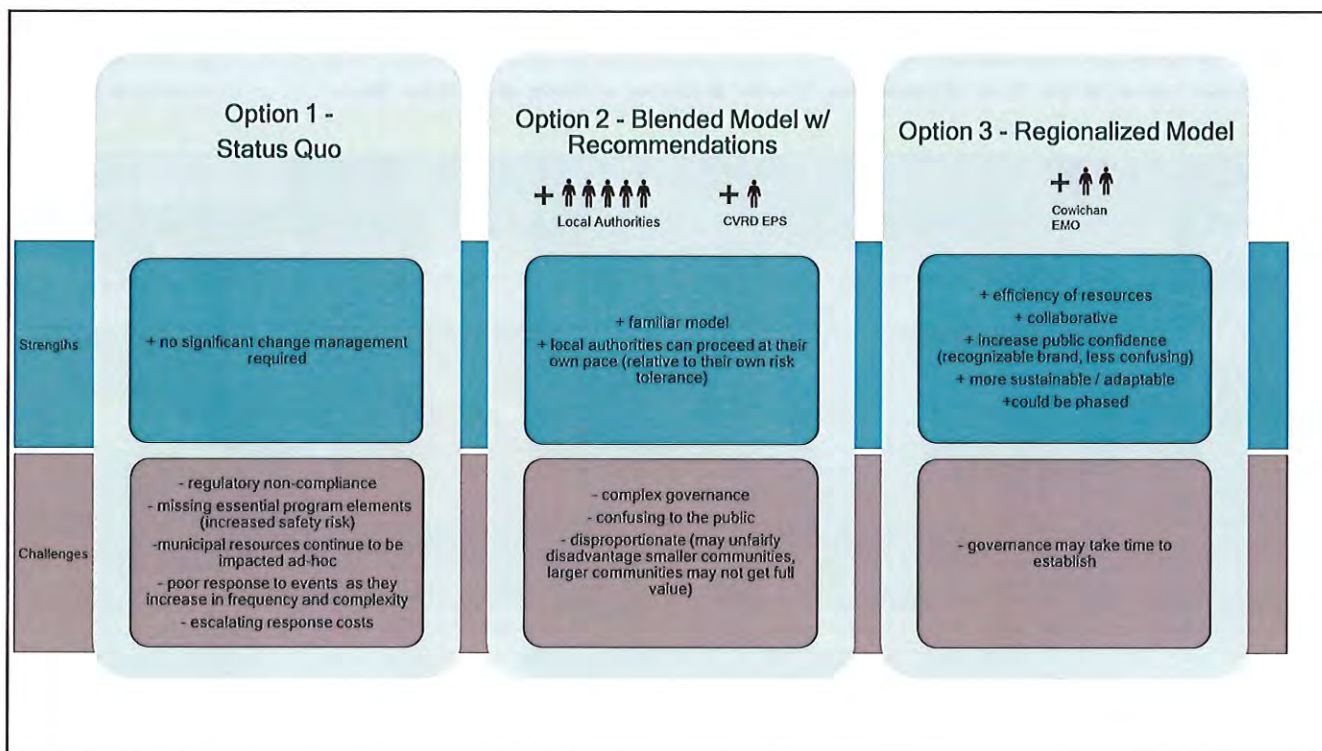 Option 1 -
Status Quo
Option 2 - Blended Model w/
Recommendations
+
Local Authorities
+
CVRD EPS
Option 3 - Regionalized Model
+
Cowichan
EMO
Strengths
+ no significant change management
required
+ familiar model
+ local authorities can proceed at their
own pace (relative to their own risk
tolerance)
+ efficiency of resources
+ collaborative
+ increase public confidence
(recognizable brand, less confusing)
+ more sustainable / adaptable
+could be phased
Challenges
- regulatory non-compliance
- missing essential program elements
(increased safety risk)
-municipal resources continue to be
impacted ad-hoc
- poor response to events as they
increase in frequency and complexity
- escalating response costs
- complex governance
- confusing to the public
- disproportionate (may unfairly
disadvantage smaller communities,
larger communities may not get full
value)
- governance may take time to
establish